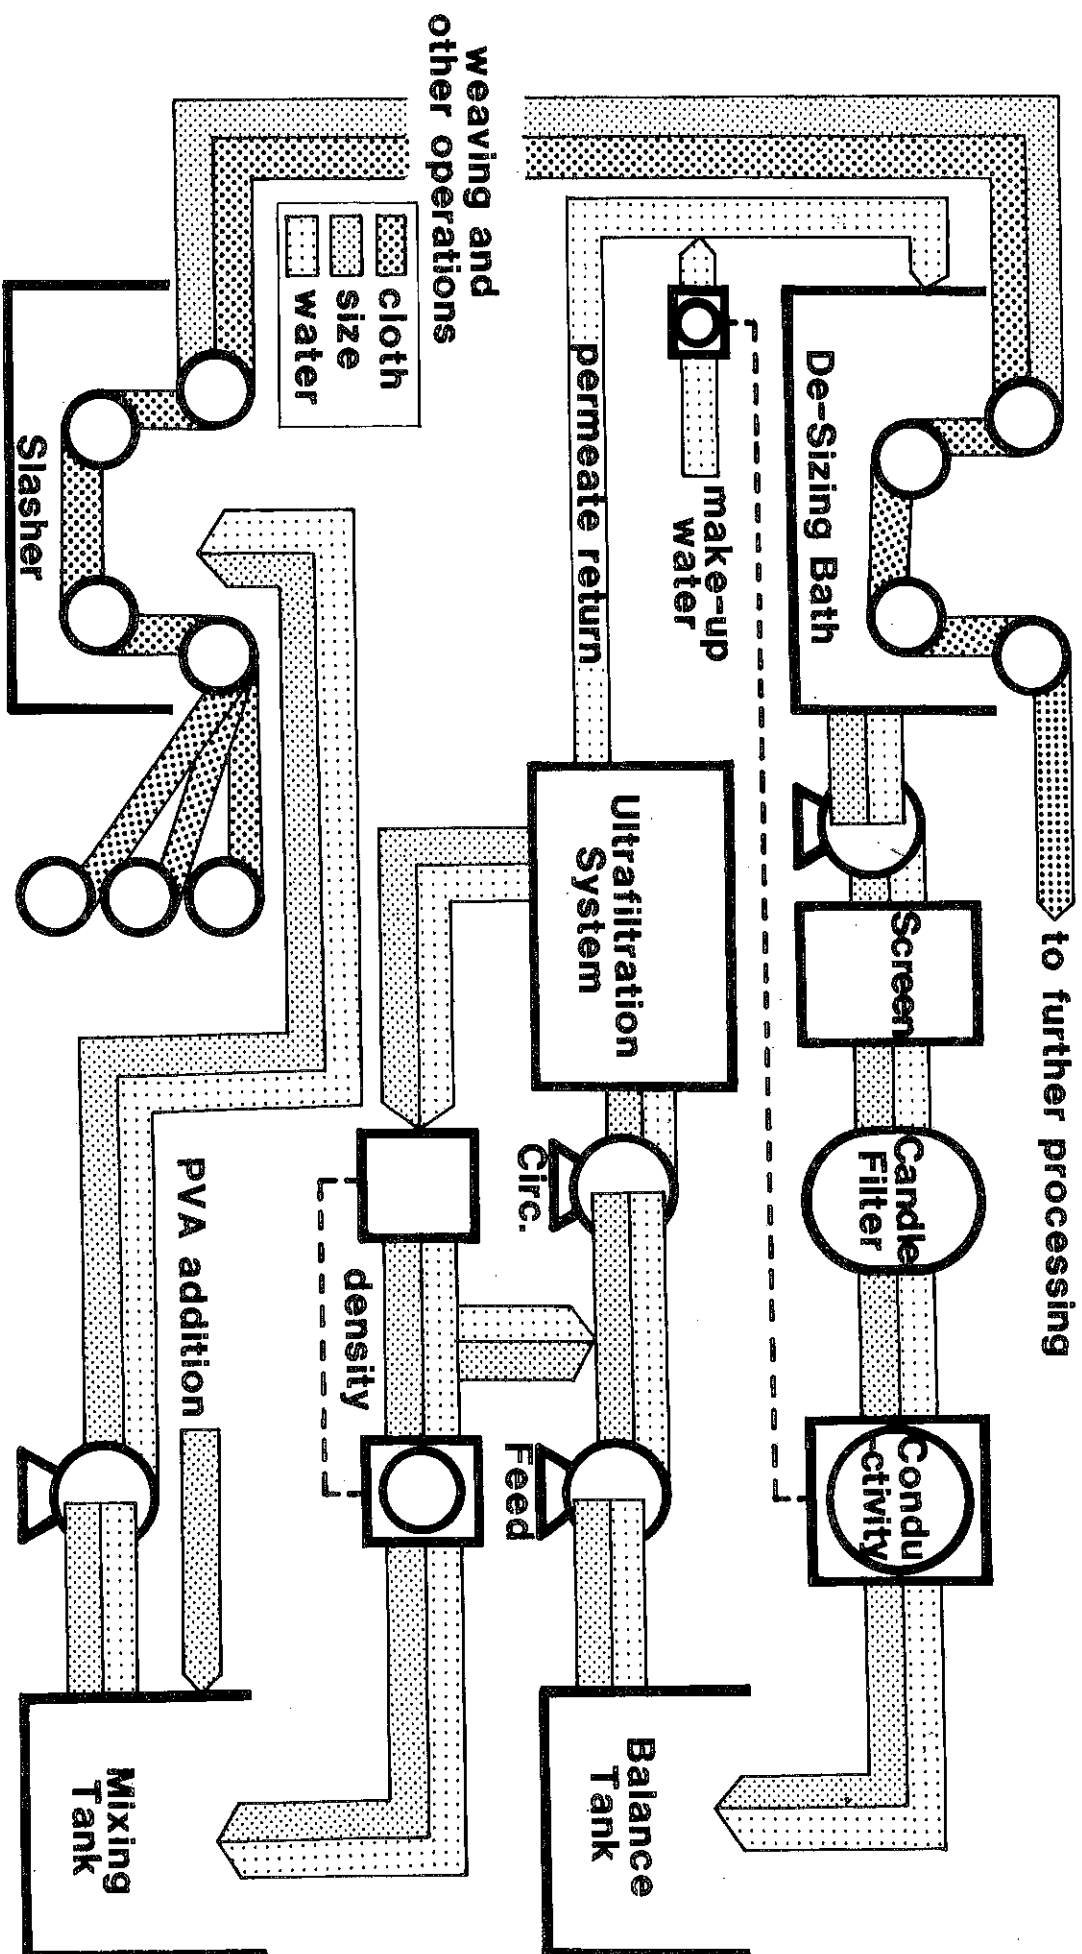 to further processing
De-Sizing Bath
Screen
Candle
Filter
Condu
-ctivity
make-up
water
permeate return
Ultrafiltration
System
Circ.
Feed
Balance
Tank
weaving and
other operations
cloth
size
water
density
PVA addition
Slasher
Mixing
Tank